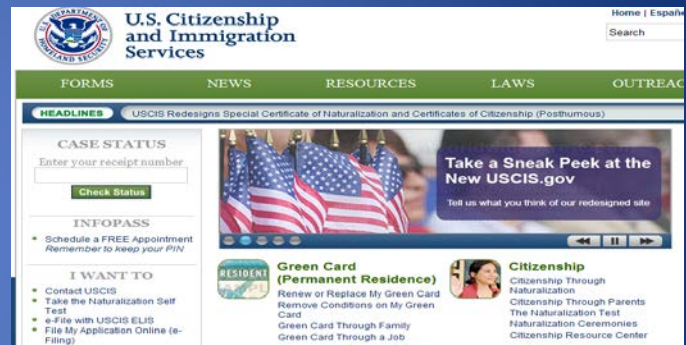 U.S. Citizenship
and Immigration
Services
Home | Españo
Search
FORMS
NEWS
RESOURCES
LAWS
OUTREAC
HEADLINES
USCIS Redesigns Special Certificate of Naturalization and Certificates of Citizenship (Posthumous)
CASE STATUS
Enter your receipt number
Check Status
INFOPASS
Schedule a FREE Appointment
Remember to keep your PIN
I WANT TO
Contact USCIS
Take the Naturalization Self
Test
e-File with USCIS ELIS
File My Application Online (e-
Filing)
Take a Sneak Peek at the
New USCIS.gov
Tell us what you think of our redesigned site
RESIDENT
Green Card
(Permanent Residence)
Renew or Replace My Green Card
Remove Conditions on My Green
Card
Green Card Through Family
Green Card Through a Job
Citizenship
Citizenship Through
Naturalization
Citizenship Through Parents
The Naturalization Test
Naturalization Ceremonies
Citizenship Resource Center